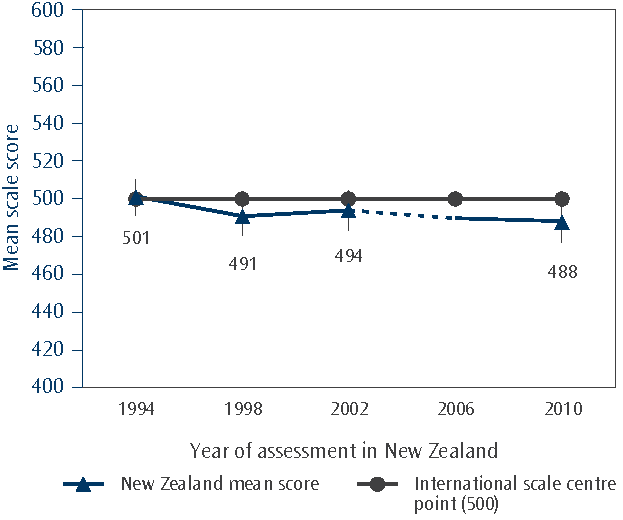 600
580
560
540
520
500
480
460
440
420
400
Mean scale score
501
491
494
488
1994 1998 2002 2006 2010
Year of assessment in New Zealand
New Zealand mean score
International scale centre
point (500)